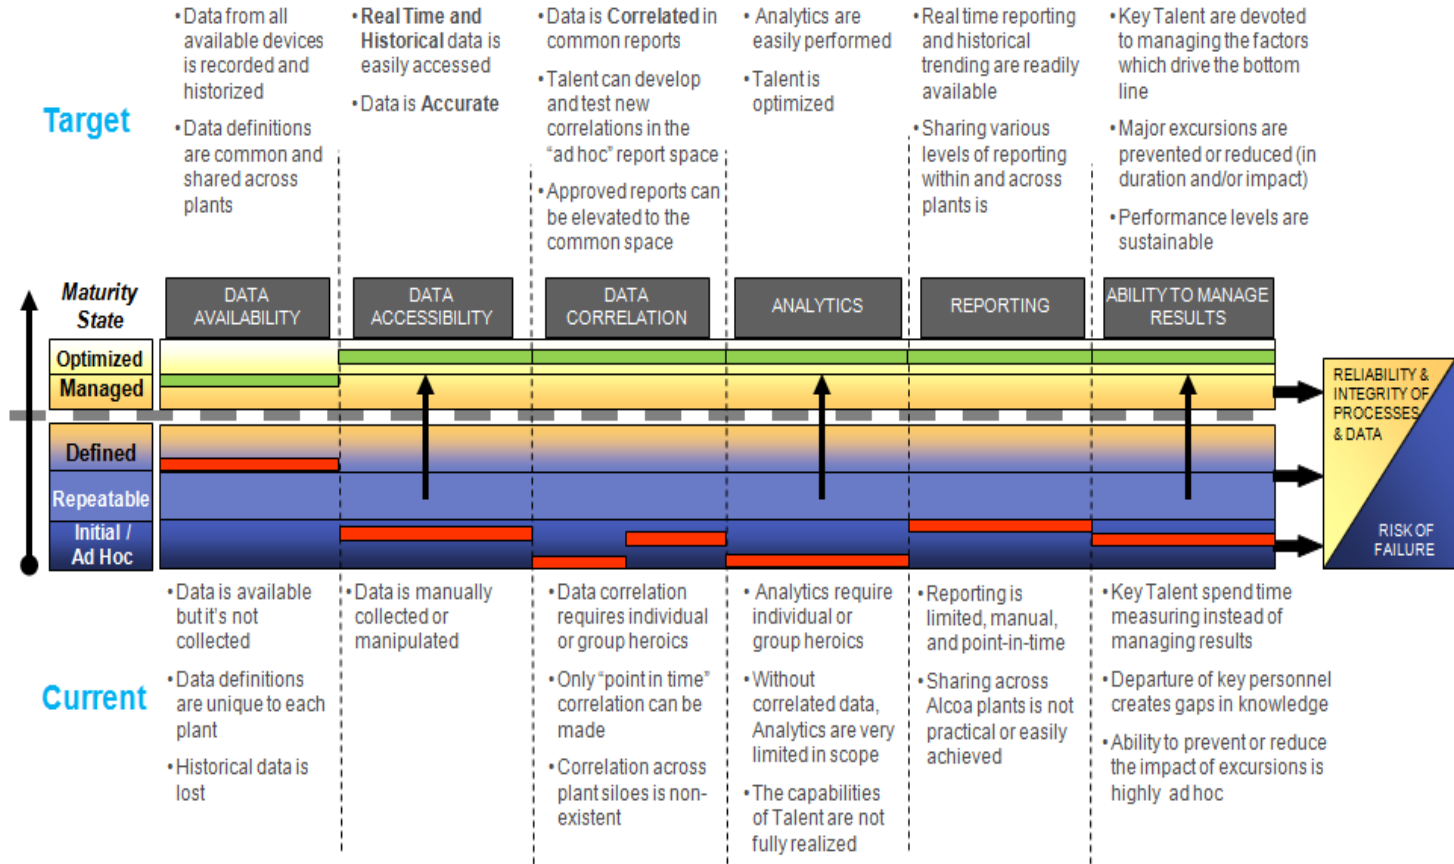 Target
• Data from all
available devices
is recorded and
historized
• Data definitions
are common and
shared across
plants
• Real Time and
Historical data is
easily accessed
• Data is Accurate
• Data is Correlated in
common reports
• Talent can develop
and test new
correlations in the
“ad hoc” report space
• Approved reports can
be elevated to the
common space
• Analytics are
easily performed
• Talent is
optimized
• Real time reporting
and historical
trending are readily
available
• Sharing various
levels of reporting
within and across
plants is
• Key Talent are devoted
to managing the factors
which drive the bottom
line
• Major excursions are
prevented or reduced (in
duration and/or impact)
• Performance levels are
sustainable
Maturity
State
DATA
AVAILABILITY
DATA
ACCESSIBILITY
DATA
CORRELATION
ANALYTICS
REPORTING
ABILITY TO MANAGE
RESULTS
Optimized
Managed
Defined
Repeatable
Initial /
Ad Hoc
RELIABILITY &
INTEGRITY OF
PROCESSES
& DATA
RISK OF
FAILURE
Current
• Data is available
but it’s not
collected
• Data definitions
are unique to each
plant
• Historical data is
lost
• Data is manually
collected or
manipulated
• Data correlation
requires individual
or group heroics
• Only “point in time”
correlation can be
made
• Correlation across
plant siloes is non-
existent
• Analytics require
individual or
group heroics
• Without
correlated data,
Analytics are very
limited in scope
• The capabilities
of Talent are not
fully realized
• Reporting is
limited, manual,
and point-in-time
• Sharing across
Alcoa plants is not
practical or easily
achieved
• Key Talent spend time
measuring instead of
managing results
• Departure of key personnel
creates gaps in knowledge
• Ability to prevent or reduce
the impact of excursions is
highly ad hoc